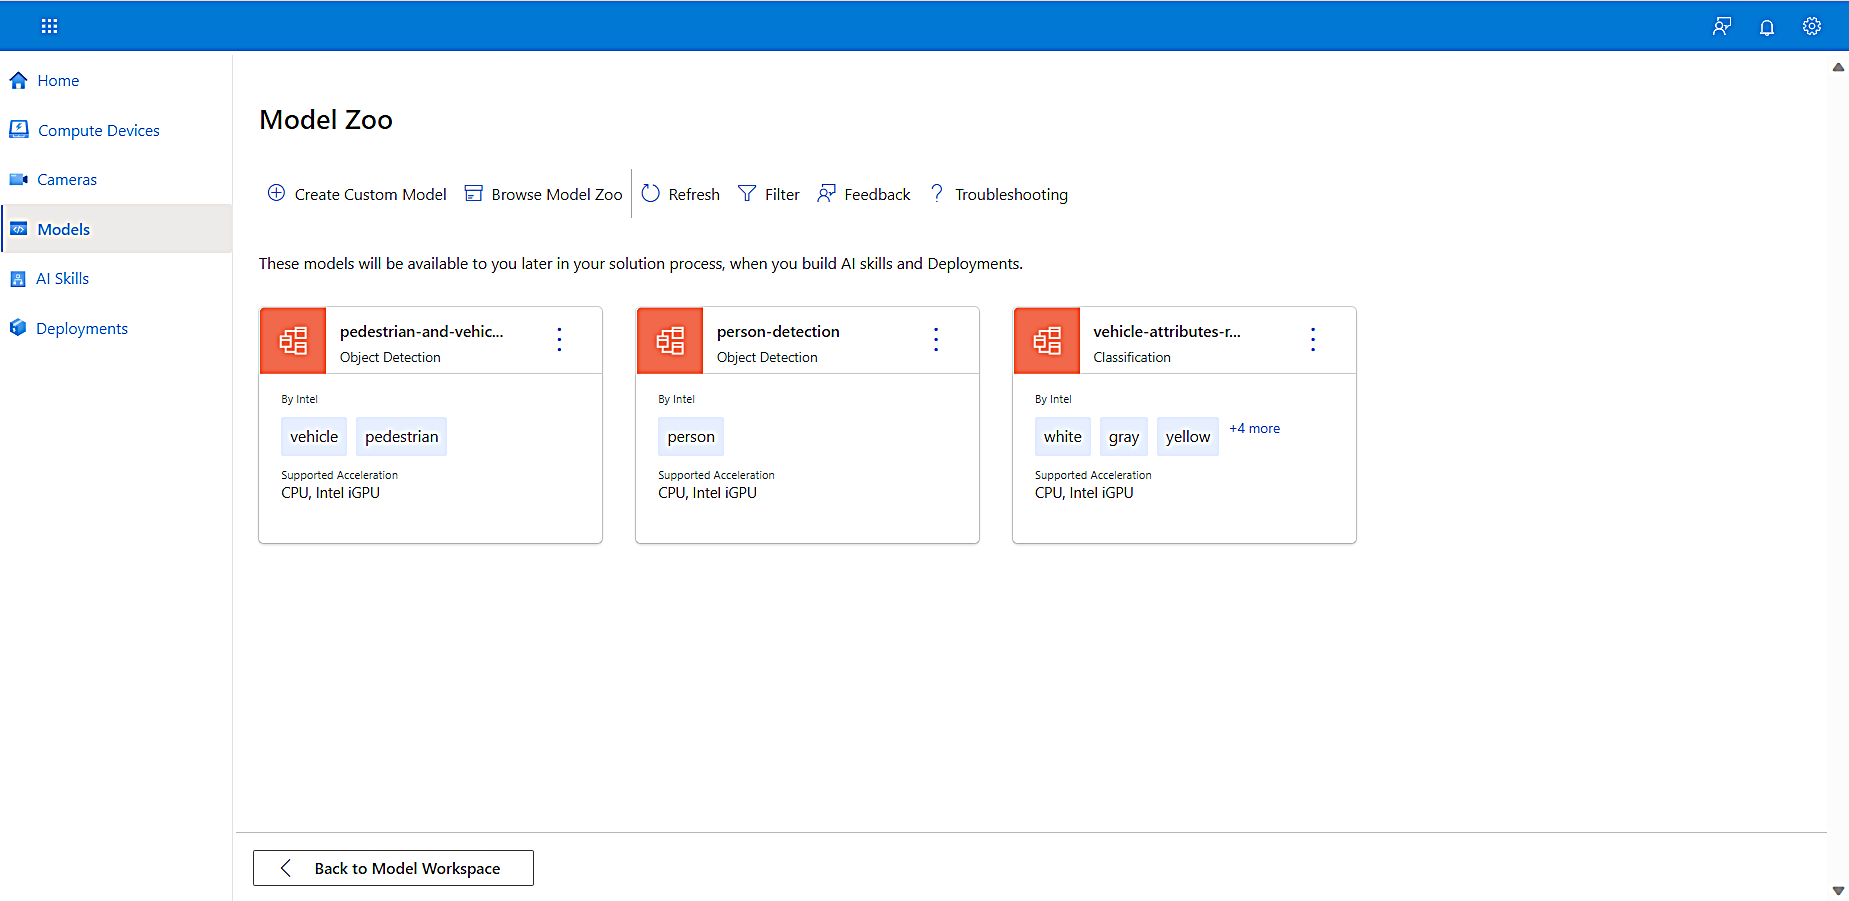 Home
Compute Devices
Cameras
Models
AI Skills
Deployments
Model Zoo
Create Custom Model Browse Model Zoo Refresh Filter Feedback ? Troubleshooting
These models will be available to you later in your solution process, when you build AI skills and Deployments.
pedestrian-and-vehic...
Object Detection
By Intel
vehicle pedestrian
Supported Acceleration
CPU, Intel iGPU
person-detection
Object Detection
By Intel
person
Supported Acceleration
CPU, Intel iGPU
vehicle-attributes-r...
Classification
By Intel
white gray yellow +4 more
Supported Acceleration
CPU, Intel iGPU
Back to Model Workspace